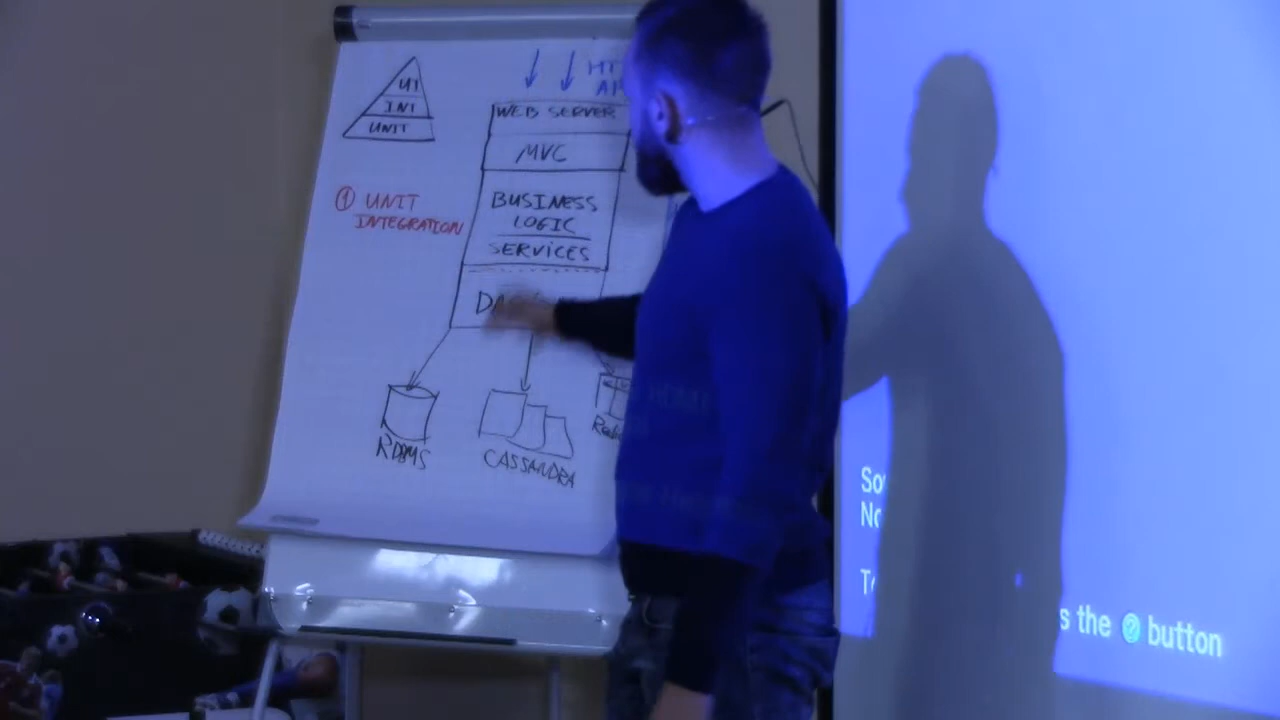 UI
INT
UNIT
① UNIT
INTEGRATION
WEB SERVER
MVC
BUSINESS
LOGIC
SERVICES
RDBMS
CASSANDRA
s the ? button